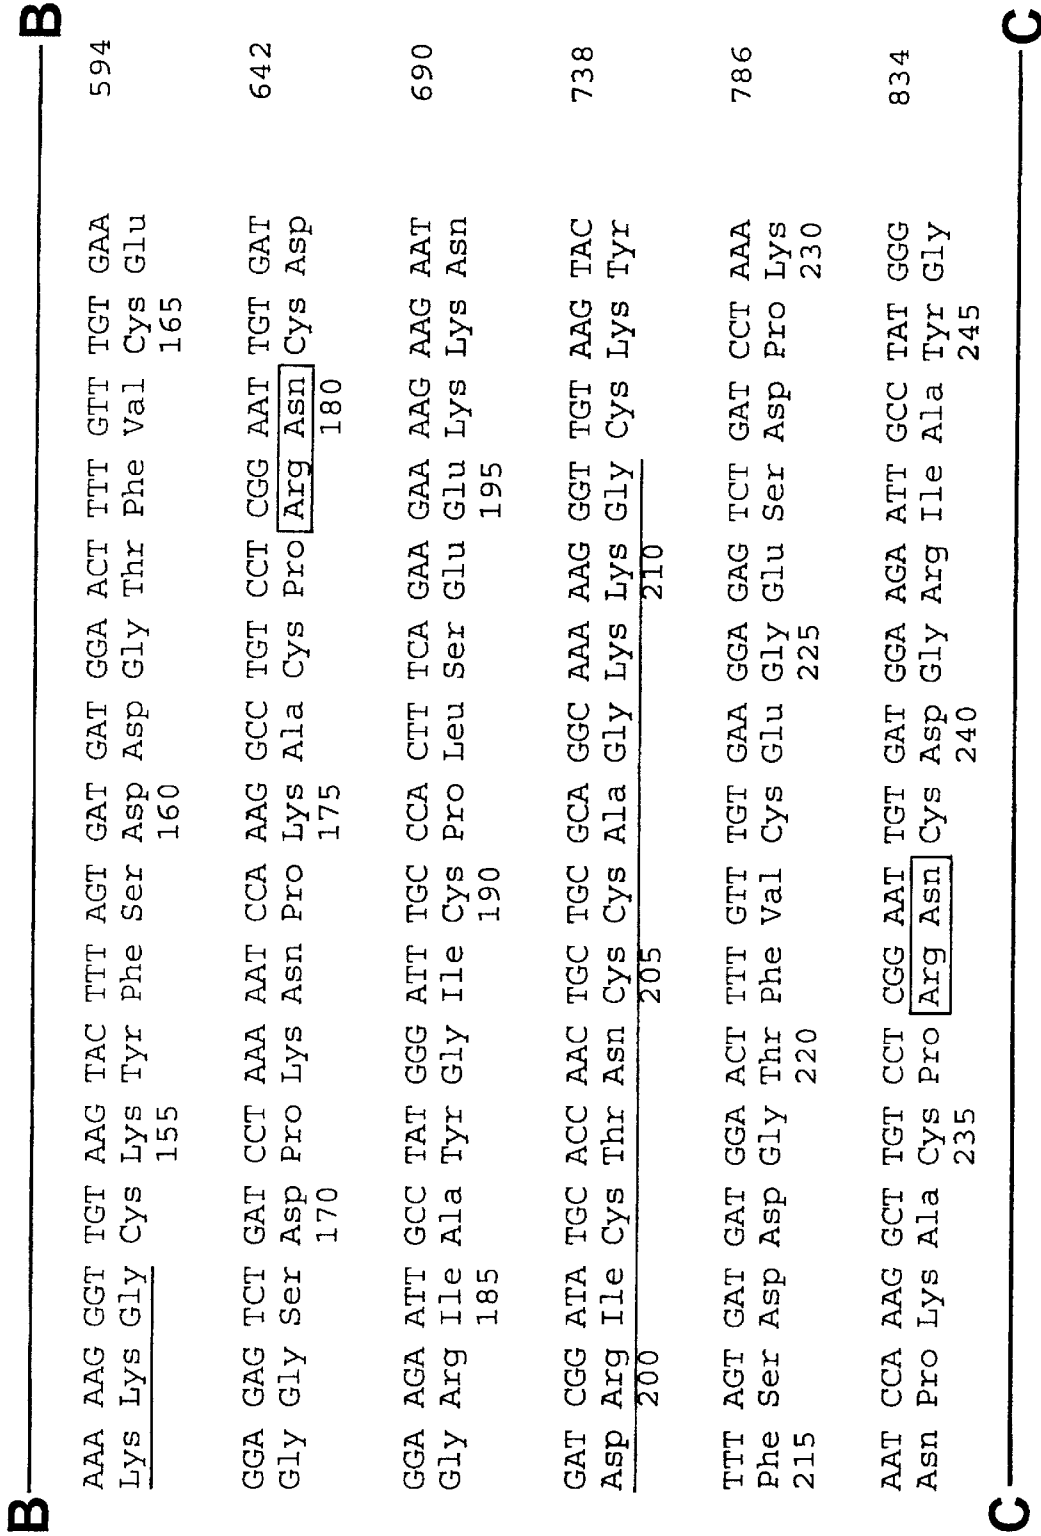 B B
AAA AAG GGT TGT AAG TAC TTT AGT GAT GAT GGA ACT TTT GTT TGT GAA 594
Lys Lys Gly Cys Lys Tyr Phe Ser Asp Asp Gly Thr Phe Val Cys Glu
155 160 165
GGA GAG TCT GAT CCT AAA AAT CCA AAG GCC TGT CCT CGG AAT TGT GAT 642
Gly Gly Ser Asp Pro Lys Asn Pro Lys Ala Cys Pro Arg Asn Cys Asp
170 175 180
GGA AGA ATT GCC TAT GGG ATT TGC CCA CTT TCA GAA GAA AAG AAG AAT 690
Gly Arg Ile Ala Tyr Gly Ile Cys Pro Leu Ser Glu Glu Lys Lys Asn
185 190 195
GAT CGG ATA TGC ACC AAC TGC TGC GCA GGC AAA AAG GGT TGT AAG TAC 738
Asp Arg Ile Cys Thr Asn Cys Cys Ala Gly Lys Lys Gly Cys Lys Tyr
200 205 210
TTT AGT GAT GAT GGA ACT TTT GTT TGT GAA GGA GAG TCT GAT CCT AAA 786
Phe Ser Asp Asp Gly Thr Phe Val Cys Glu Gly Glu Ser Asp Pro Lys
215 220 225 230
AAT CCA AAG GCT TGT CCT CGG AAT TGT GAT GGA AGA ATT GCC TAT GGG 834
Asn Pro Lys Ala Cys Pro Arg Asn Cys Asp Gly Arg Ile Ala Tyr Gly
235 240 245
C C